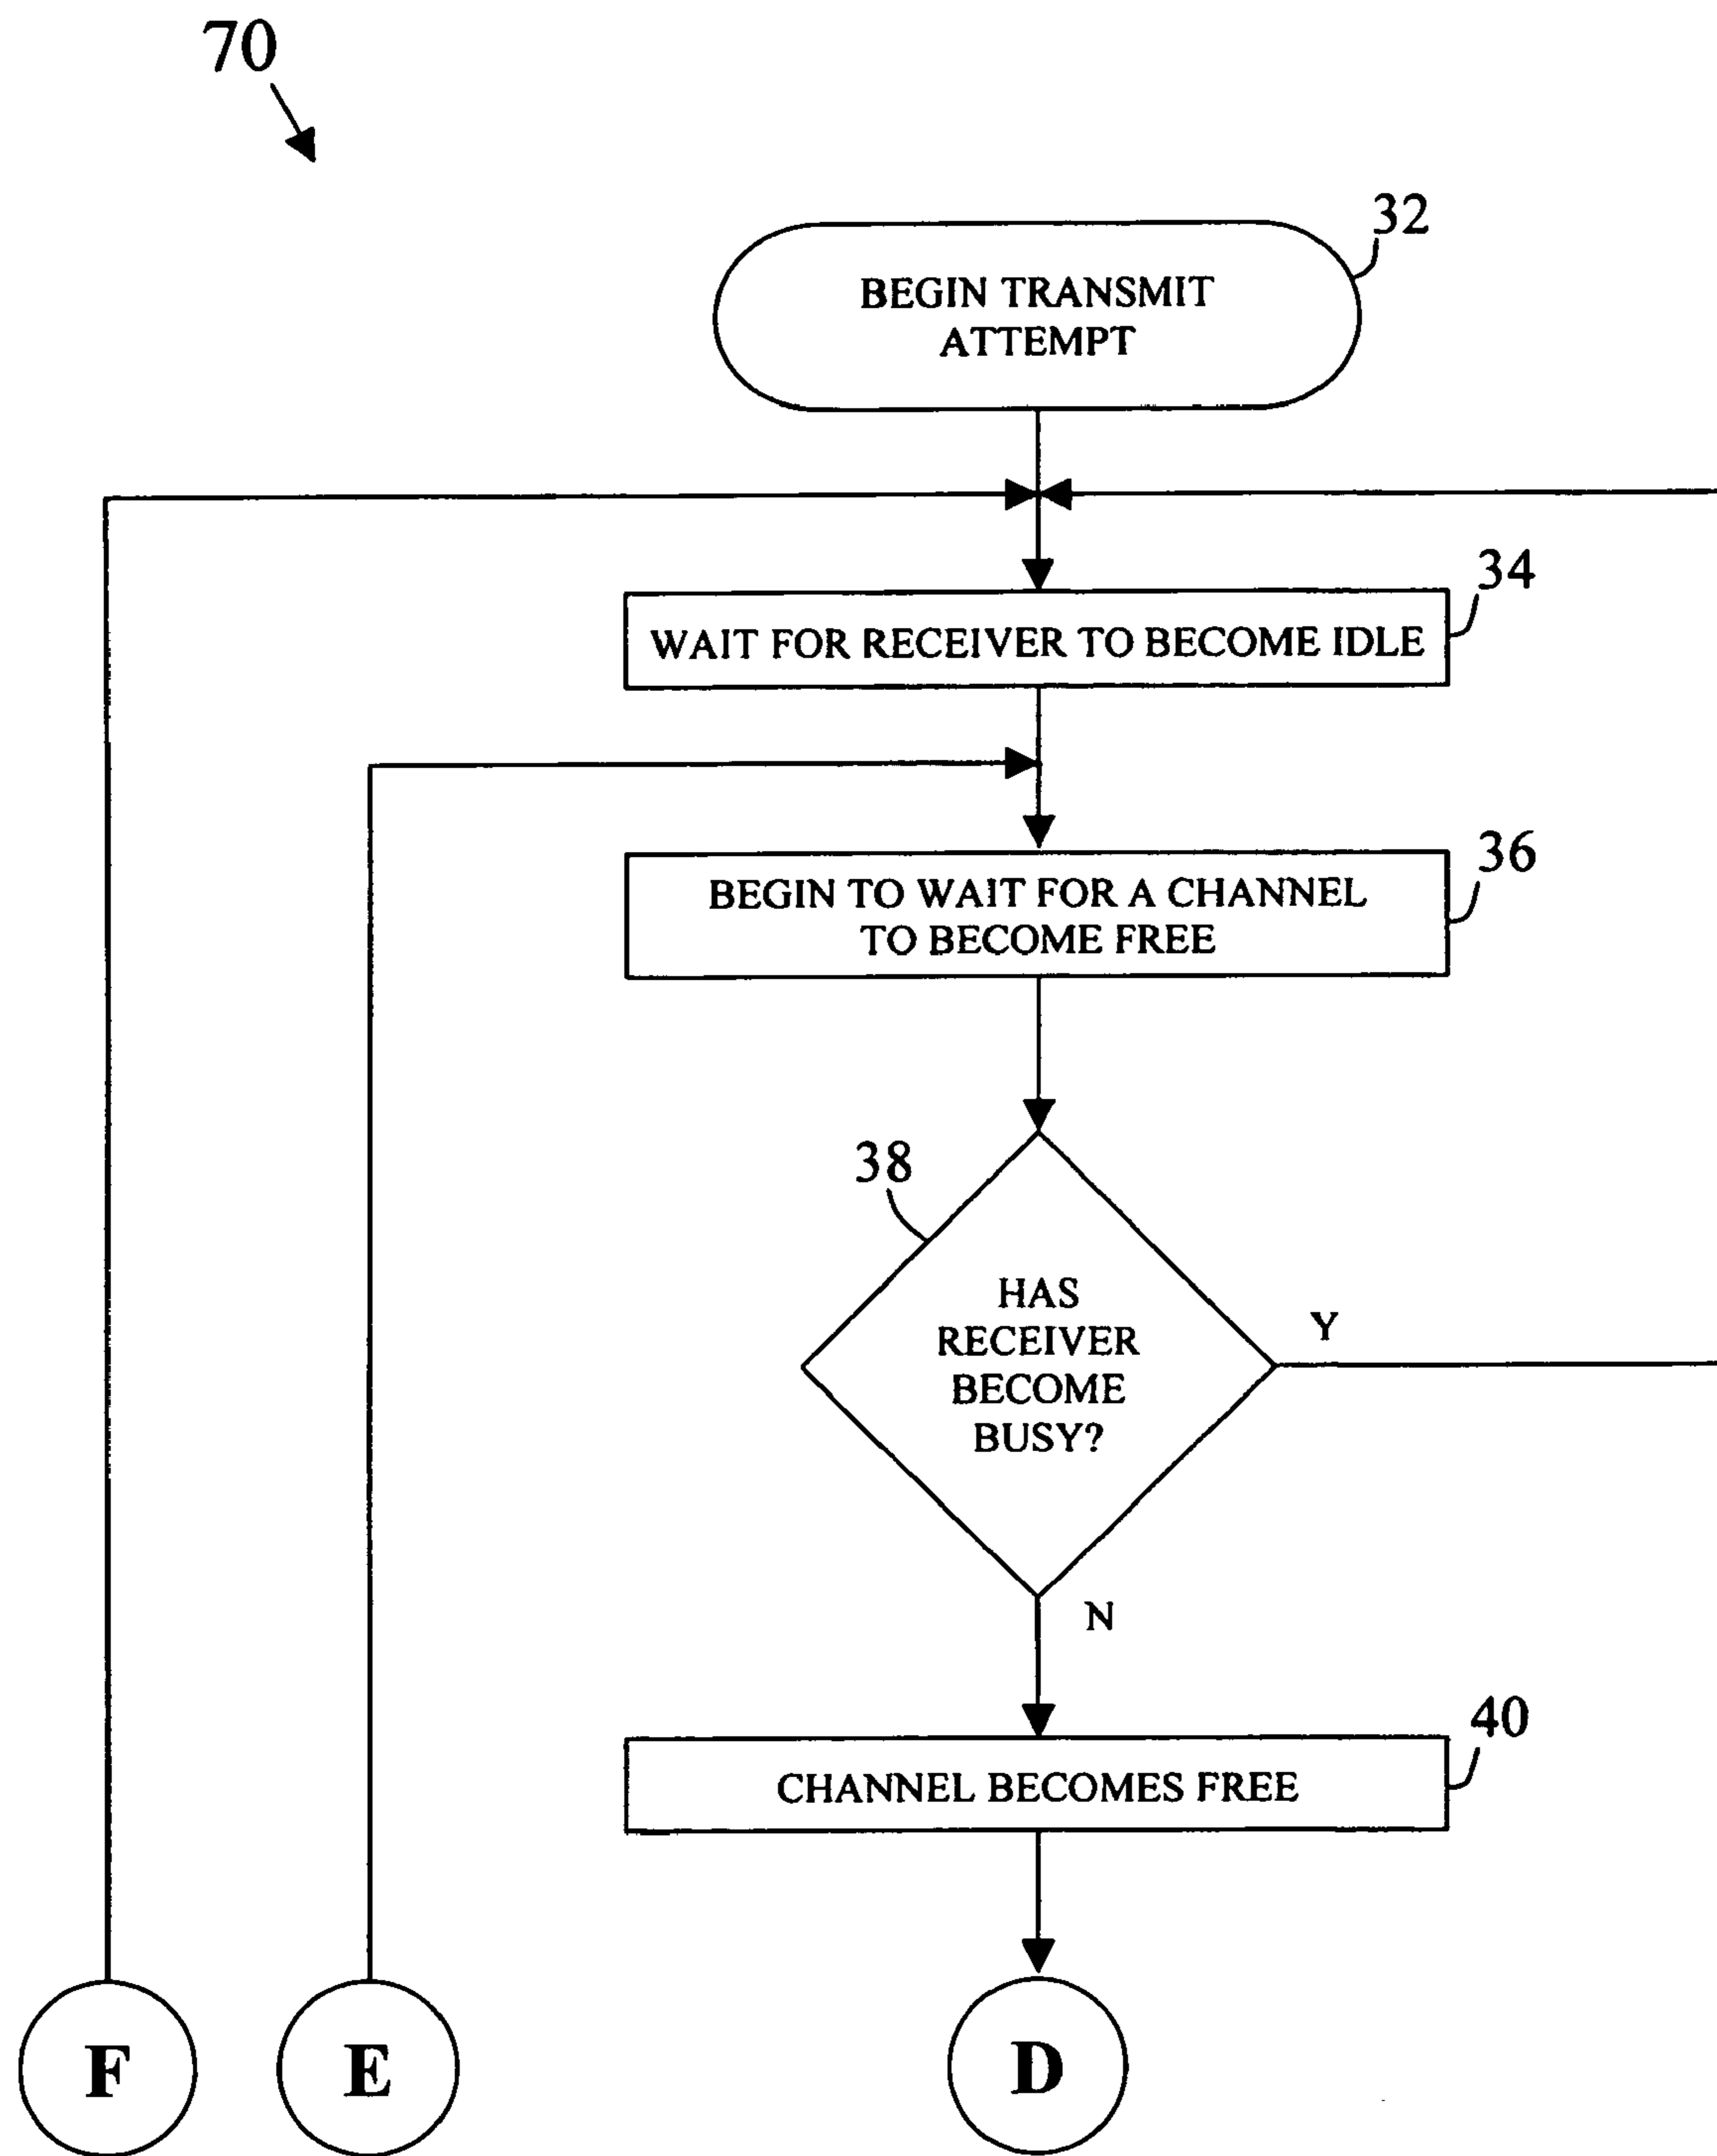 70
32
BEGIN TRANSMIT
ATTEMPT
34
WAIT FOR RECEIVER TO BECOME IDLE
36
BEGIN TO WAIT FOR A CHANNEL
TO BECOME FREE
38
HAS
RECEIVER
BECOME
BUSY?
Y
N
40
CHANNEL BECOMES FREE
F
E
D